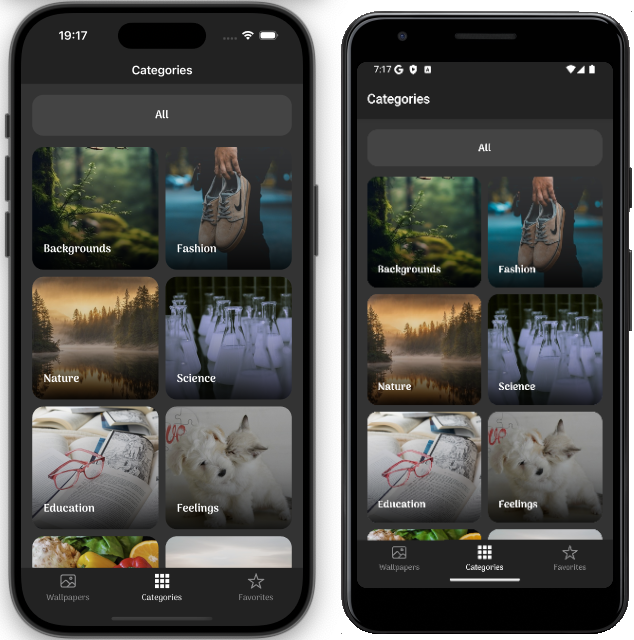 19:17
Categories
All
Backgrounds
Fashion
Nature
Science
Education
Feelings
Wallpapers
Categories
Favorites
7:17
Categories
All
Backgrounds
Fashion
Nature
Science
Education
Feelings
Wallpapers
Categories
Favorites